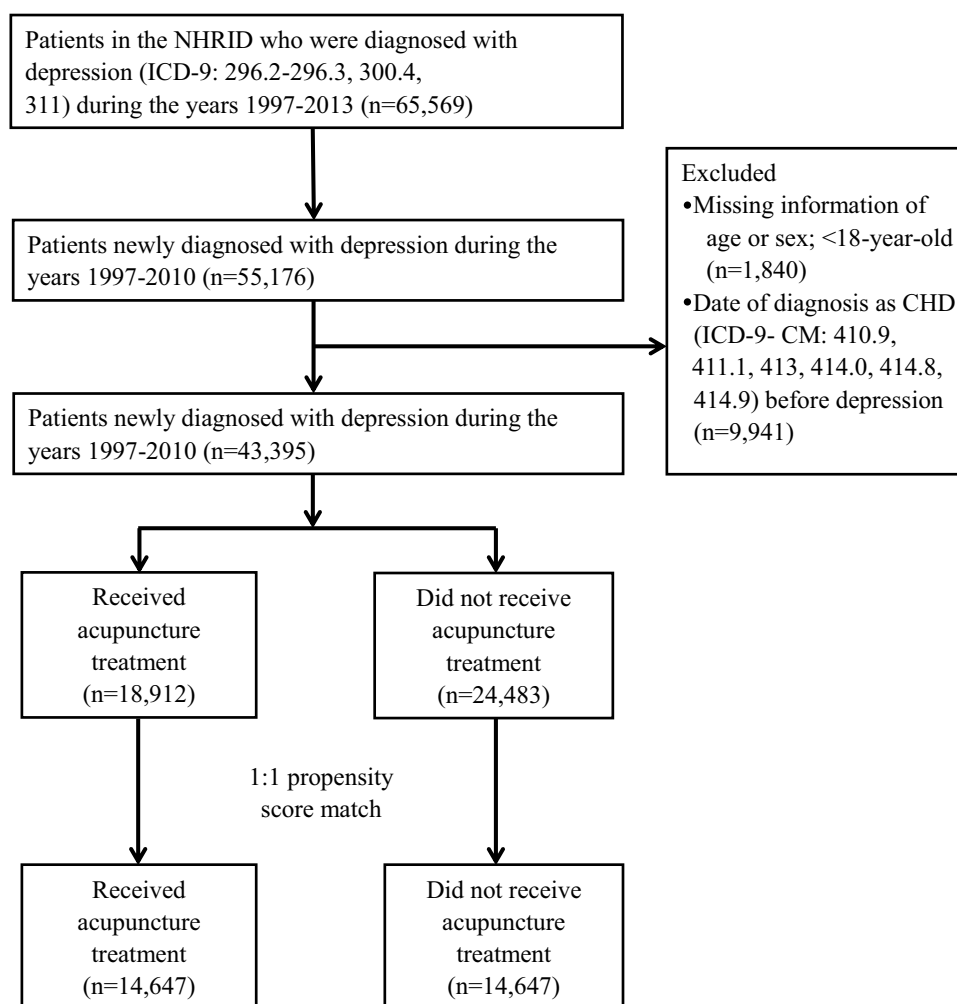 Patients in the NHRID who were diagnosed with
depression (ICD-9: 296.2-296.3, 300.4,
311) during the years 1997-2013 (n=65,569)
Patients newly diagnosed with depression during the
years 1997-2010 (n=55,176)
Excluded
•Missing information of
age or sex; <18-year-old
(n=1,840)
•Date of diagnosis as CHD
(ICD-9- CM: 410.9,
411.1, 413, 414.0, 414.8,
414.9) before depression
(n=9,941)
Patients newly diagnosed with depression during the
years 1997-2010 (n=43,395)
Received
acupuncture
treatment
(n=18,912)
Did not receive
acupuncture
treatment
(n=24,483)
1:1 propensity
score match
Received
acupuncture
treatment
(n=14,647)
Did not receive
acupuncture
treatment
(n=14,647)